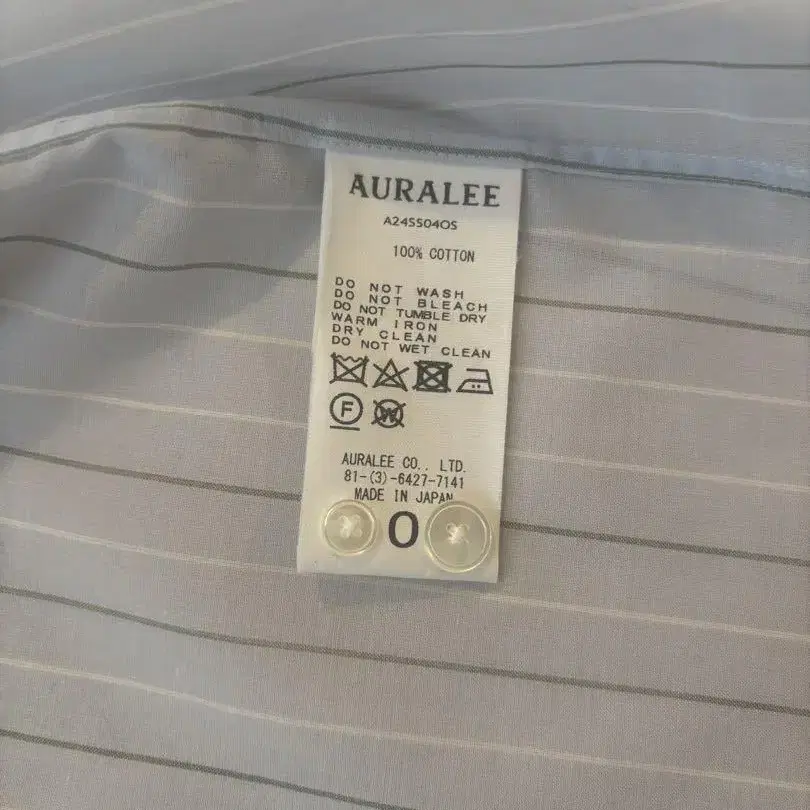 AURALEE
A24SS04OS
100% COTTON
DO NOT WASH
DO NOT BLEACH
DO NOT TUMBLE DRY
WARM IRON
DRY CLEAN
DO NOT WET CLEAN
F W
AURALEE CO., LTD.
81-(3)-6427-7141
MADE IN JAPAN
0